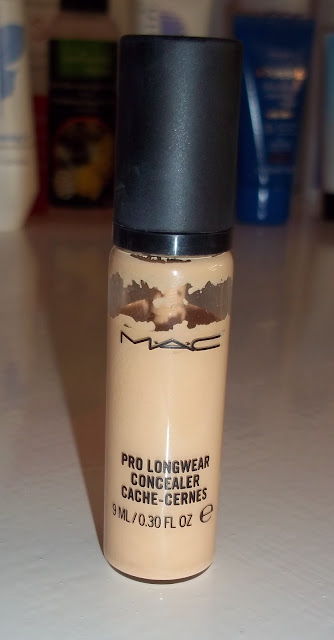 MAC
PRO LONGWEAR
CONCEALER
CACHE-CERNES
9 ML/0.30 FL OZ ℮